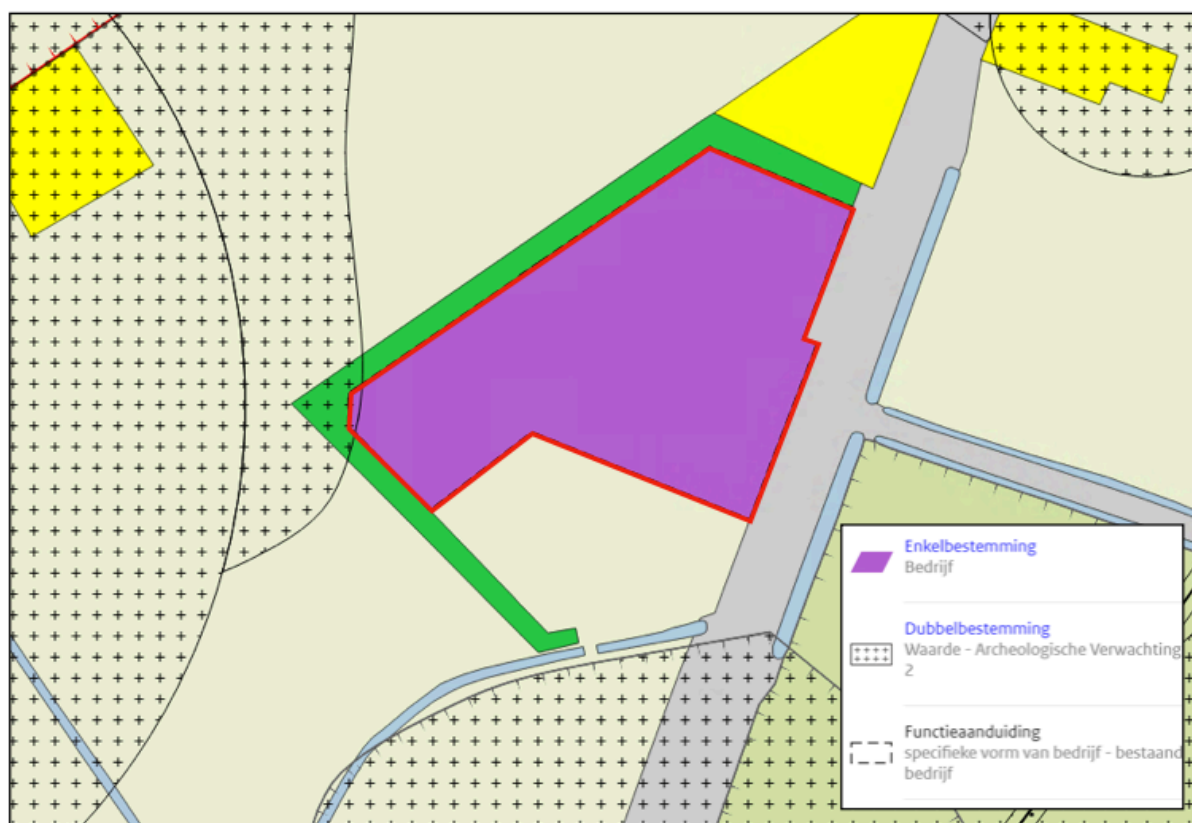 Enkelbestemming
Bedrijf
Dubbelbestemming
Waarde - Archeologische Verwachting
2
Functieaanduiding
specifieke vorm van bedrijf - bestaand
bedrijf